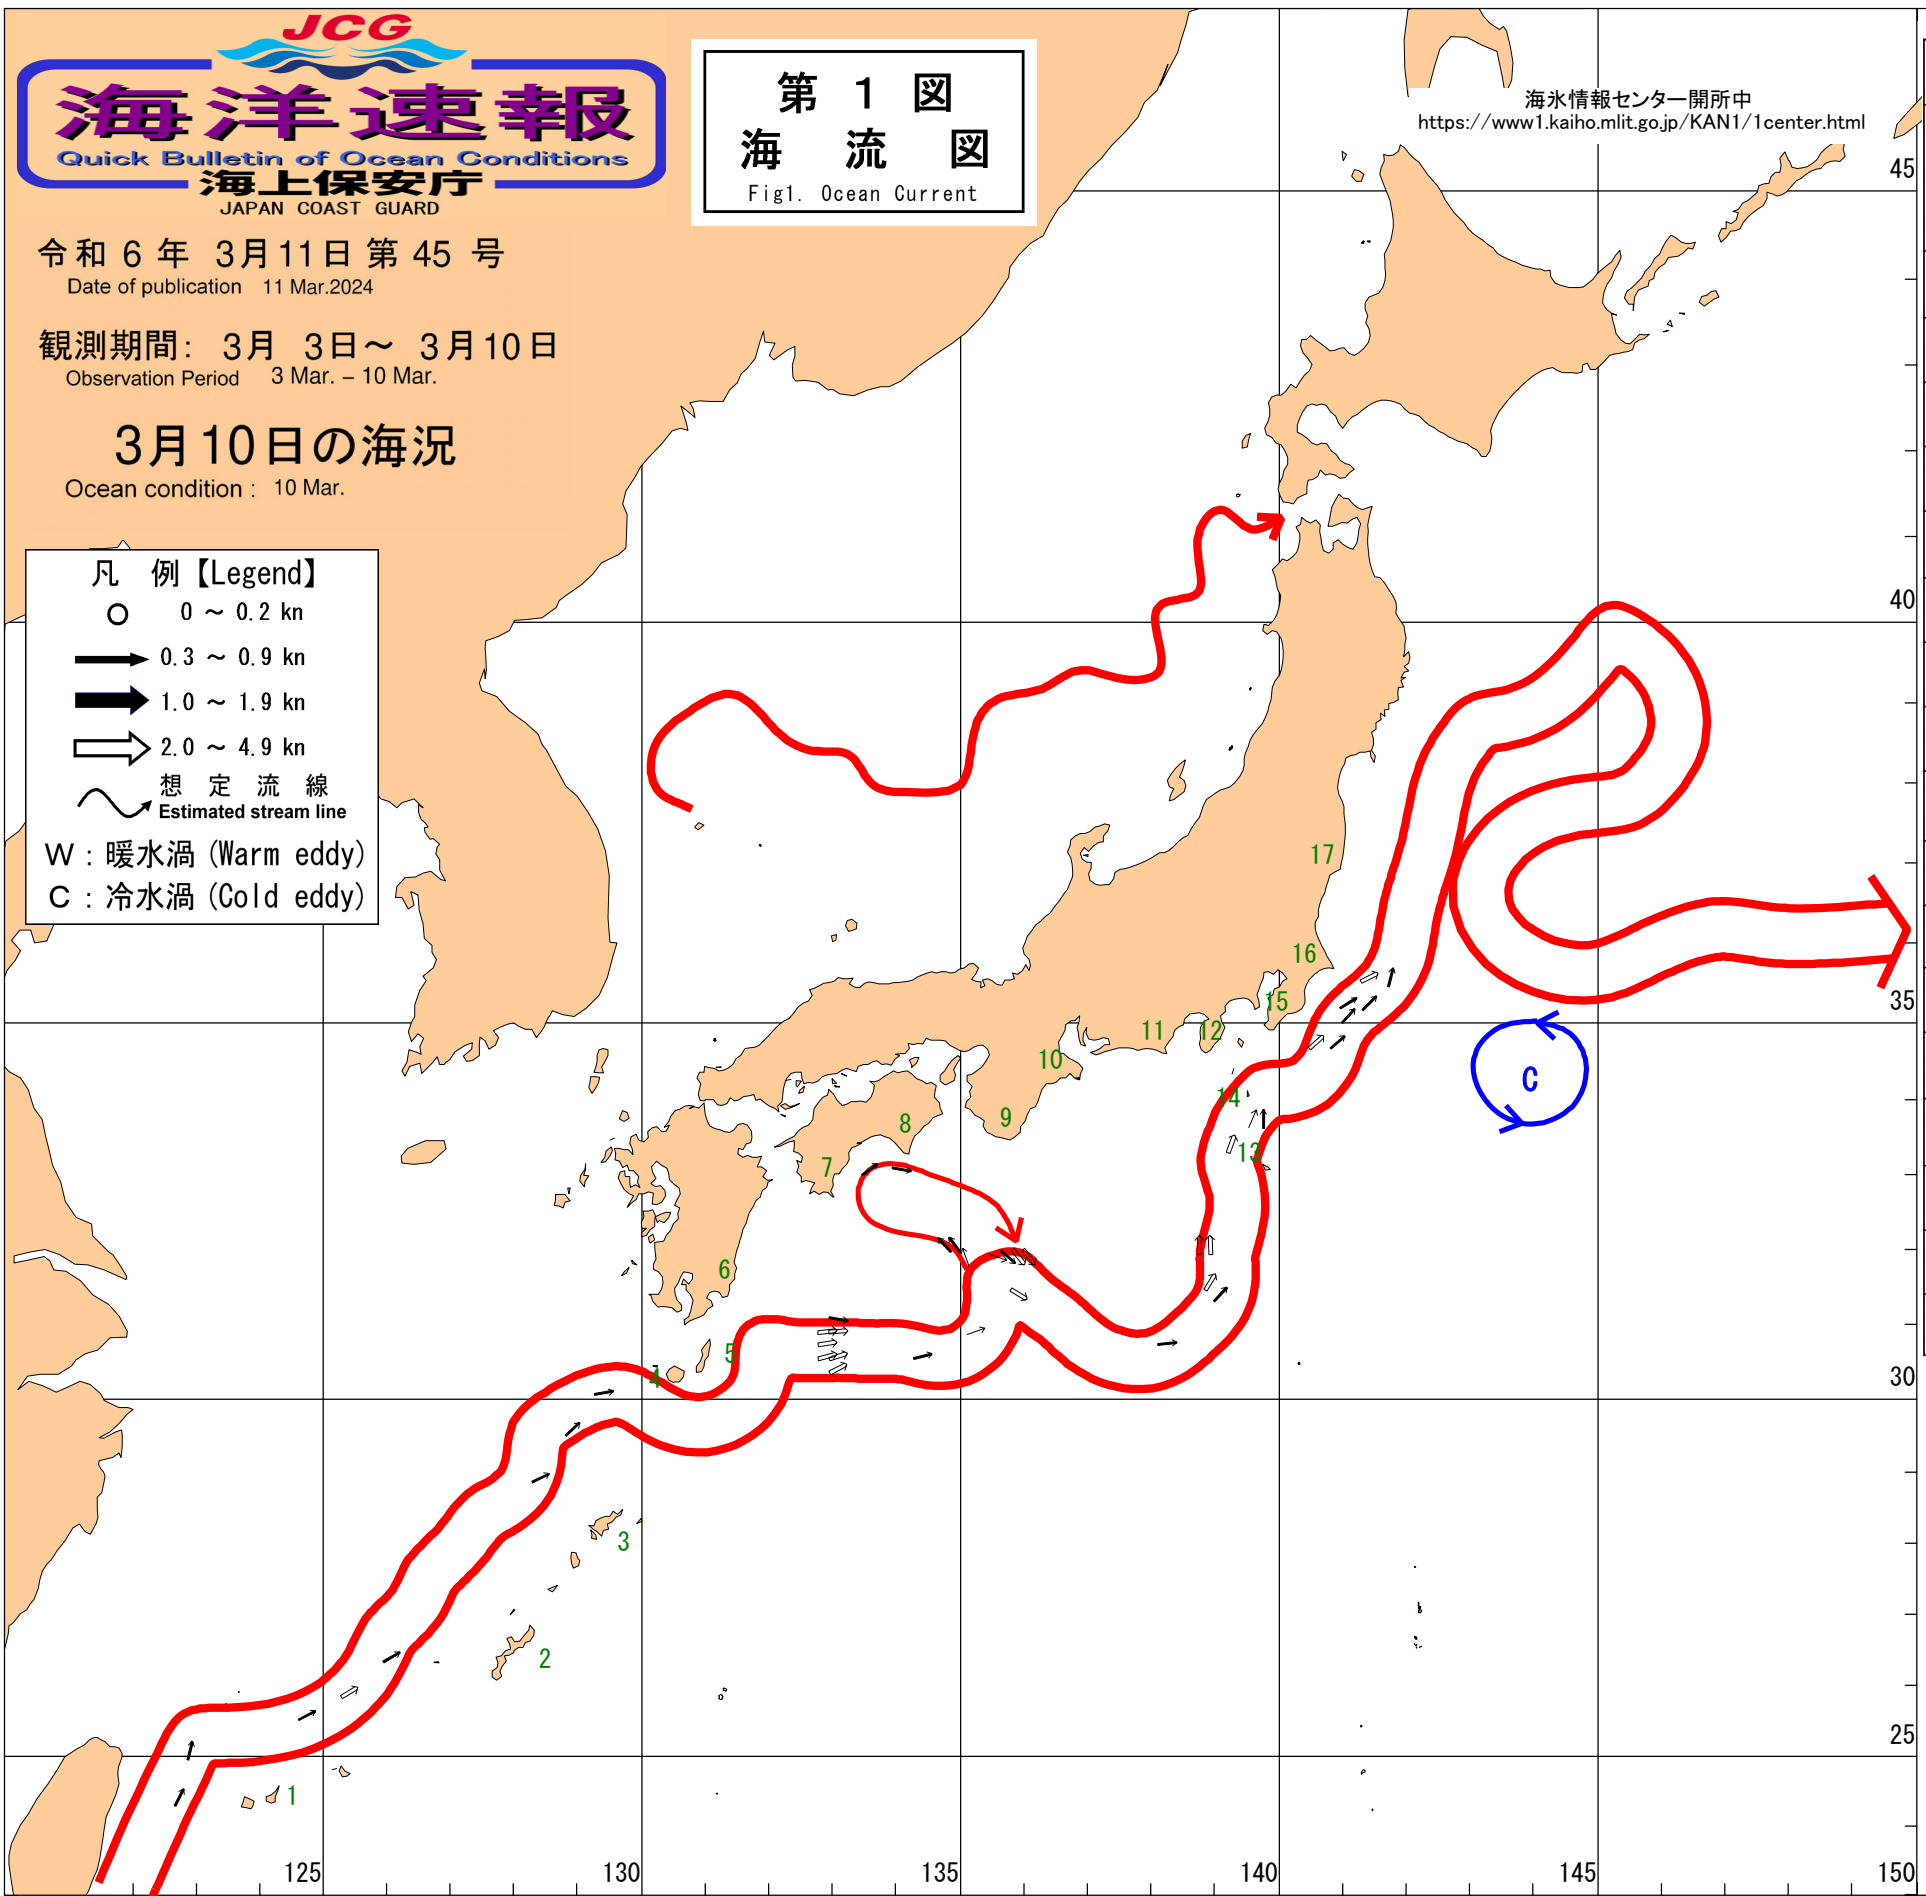 JCG
海洋速報
Quick Bulletin of Ocean Conditions
海上保安庁
JAPAN COAST GUARD
令和 6 年 3月11日 第 45 号
Date of publication 11 Mar.2024
観測期間: 3月 3日～ 3月10日
Observation Period 3 Mar. – 10 Mar.
3月10日の海況
Ocean condition : 10 Mar.
第 1 図
海 流 図
Fig1. Ocean Current
海氷情報センター開所中
https://www1.kaiho.mlit.go.jp/KAN1/1center.html
凡 例【Legend】
0 ～ 0.2 kn
0.3 ～ 0.9 kn
1.0 ～ 1.9 kn
2.0 ～ 4.9 kn
想 定 流 線
Estimated stream line
W : 暖水渦 (Warm eddy)
C : 冷水渦 (Cold eddy)
45
40
17
16
15
35
12
11
10
C
14
9
8
13
7
6
5
4
30
3
2
25
1
125
130
135
140
145
150